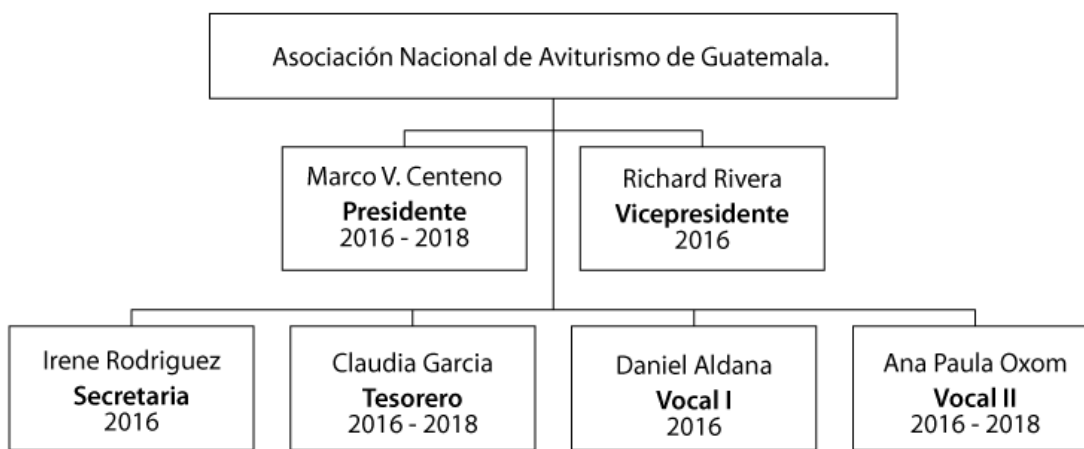 Asociación Nacional de Aviturismo de Guatemala.
Marco V. Centeno
Presidente
2016 - 2018
Richard Rivera
Vicepresidente
2016
Irene Rodriguez
Secretaria
2016
Claudia Garcia
Tesorero
2016 - 2018
Daniel Aldana
Vocal I
2016
Ana Paula Oxom
Vocal II
2016 - 2018